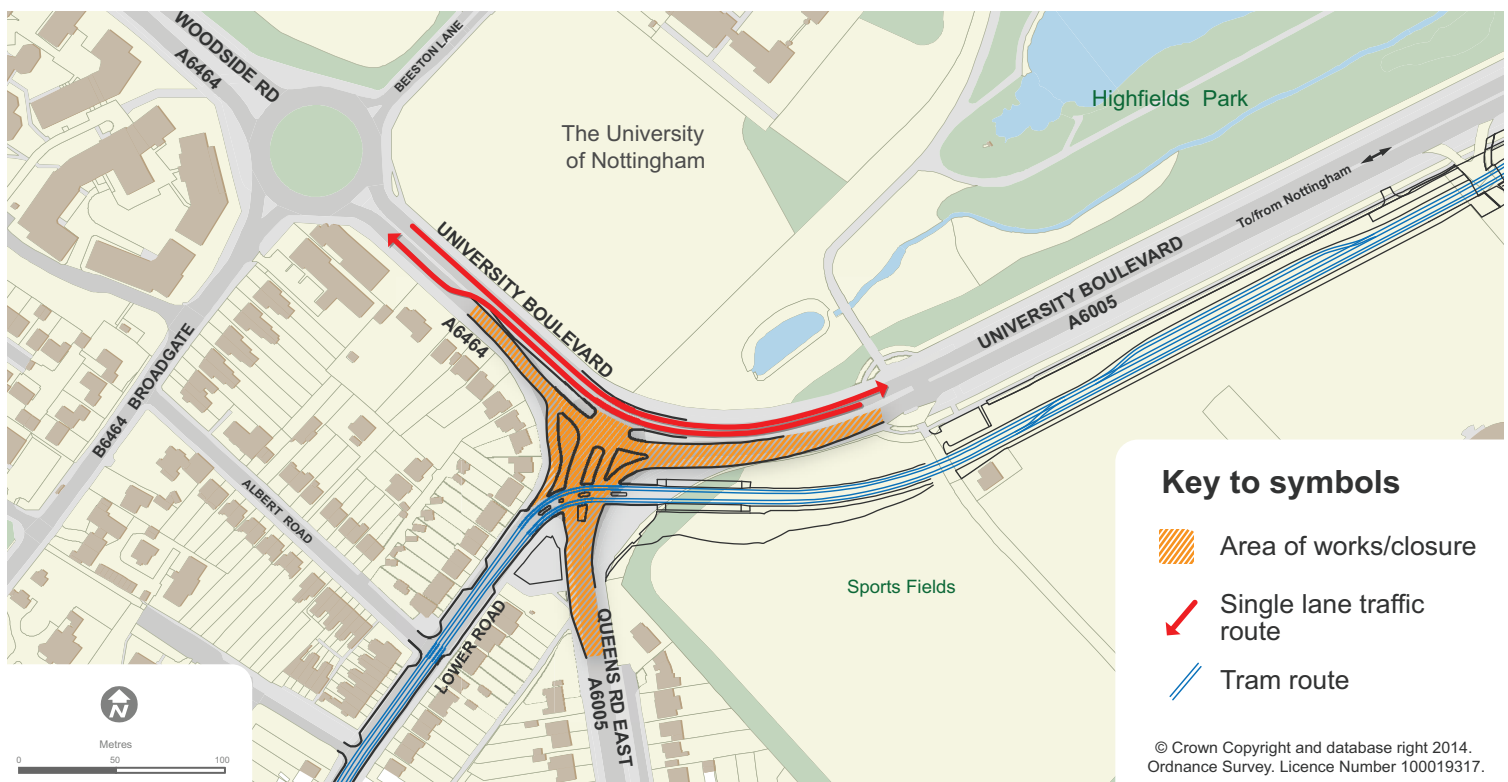 WOODSIDE RD
A6464
BEESTON LANE
The University
of Nottingham
Highfields Park
To/from Nottingham
UNIVERSITY BOULEVARD
A6005
UNIVERSITY BOULEVARD
A6464
B6464 BROADGATE
ALBERT ROAD
LOWER ROAD
QUEENS RD EAST
A6005
Sports Fields
Key to symbols
Area of works/closure
Single lane traffic
route
Tram route
© Crown Copyright and database right 2014.
Ordnance Survey. Licence Number 100019317.
N
Metres
0 50 100